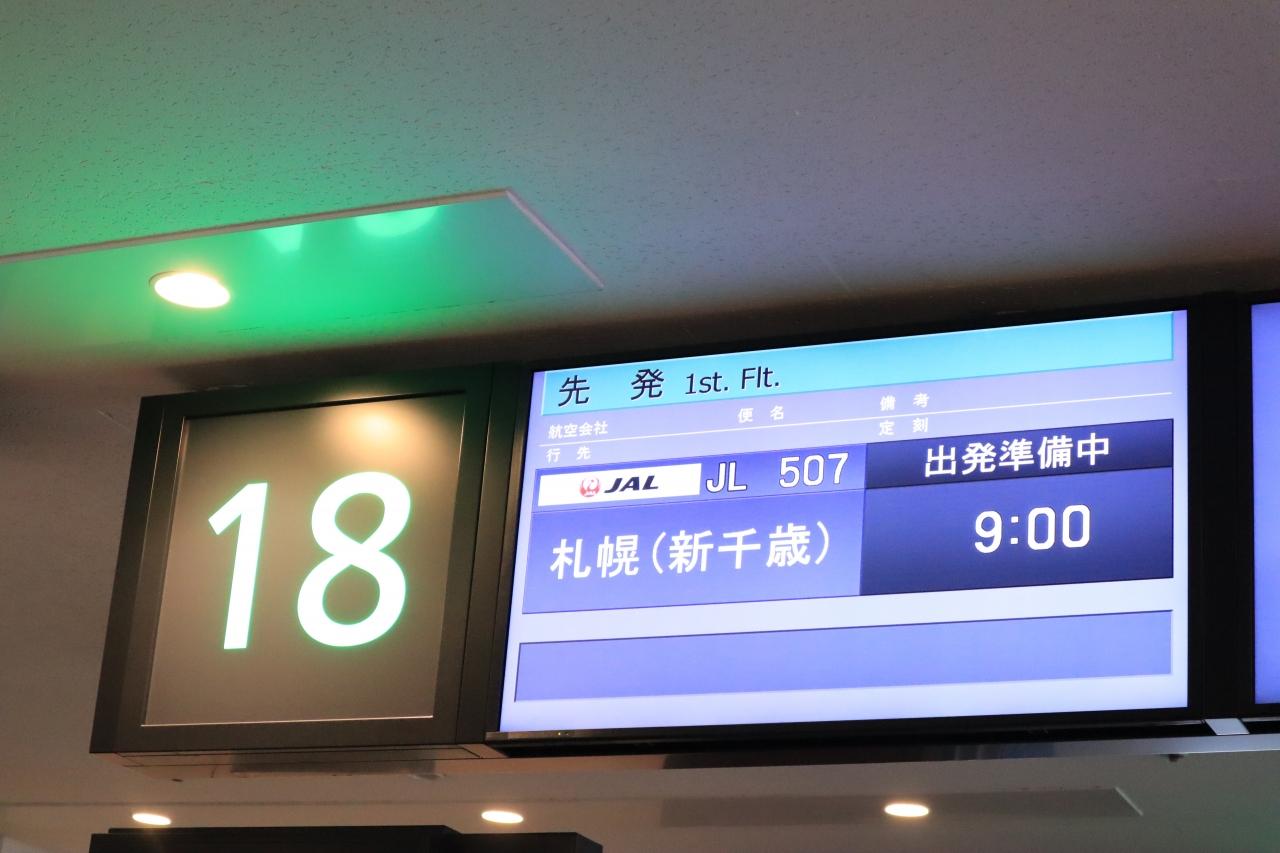 18
先 発 1st. Flt.
航空会社 便名 備考
行先 定刻
JAL JL 507 出発準備中
札幌(新千歳) 9:00